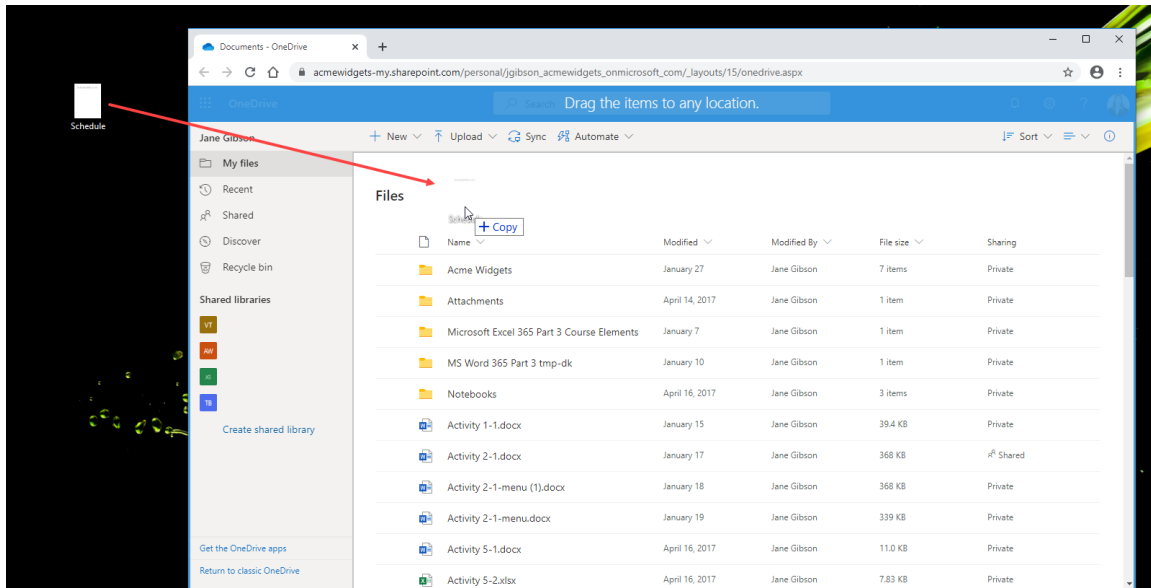 Documents - OneDrive
acmewidgets-my.sharepoint.com/personal/jgibson_acmewidgets_onmicrosoft_com/_layouts/15/onedrive.aspx
Schedule
OneDrive
Search
Drag the items to any location.
Jane Gibson
New Upload Sync Automate Sort
My files
Recent
Shared
Discover
Recycle bin
Shared libraries
VT
AW
JG
TB
Create shared library
Get the OneDrive apps
Return to classic OneDrive
Files
Schedule
+ Copy
Name Modified Modified By File size Sharing
Acme Widgets January 27 Jane Gibson 7 items Private
Attachments April 14, 2017 Jane Gibson 1 item Private
Microsoft Excel 365 Part 3 Course Elements January 7 Jane Gibson 1 item Private
MS Word 365 Part 3 tmp-dk January 10 Jane Gibson 1 item Private
Notebooks April 16, 2017 Jane Gibson 3 items Private
Activity 1-1.docx January 15 Jane Gibson 39.4 KB Private
Activity 2-1.docx January 17 Jane Gibson 368 KB Shared
Activity 2-1-menu (1).docx January 18 Jane Gibson 368 KB Private
Activity 2-1-menu.docx January 19 Jane Gibson 339 KB Private
Activity 5-1.docx April 16, 2017 Jane Gibson 11.0 KB Private
Activity 5-2.xlsx April 16, 2017 Jane Gibson 7.83 KB Private